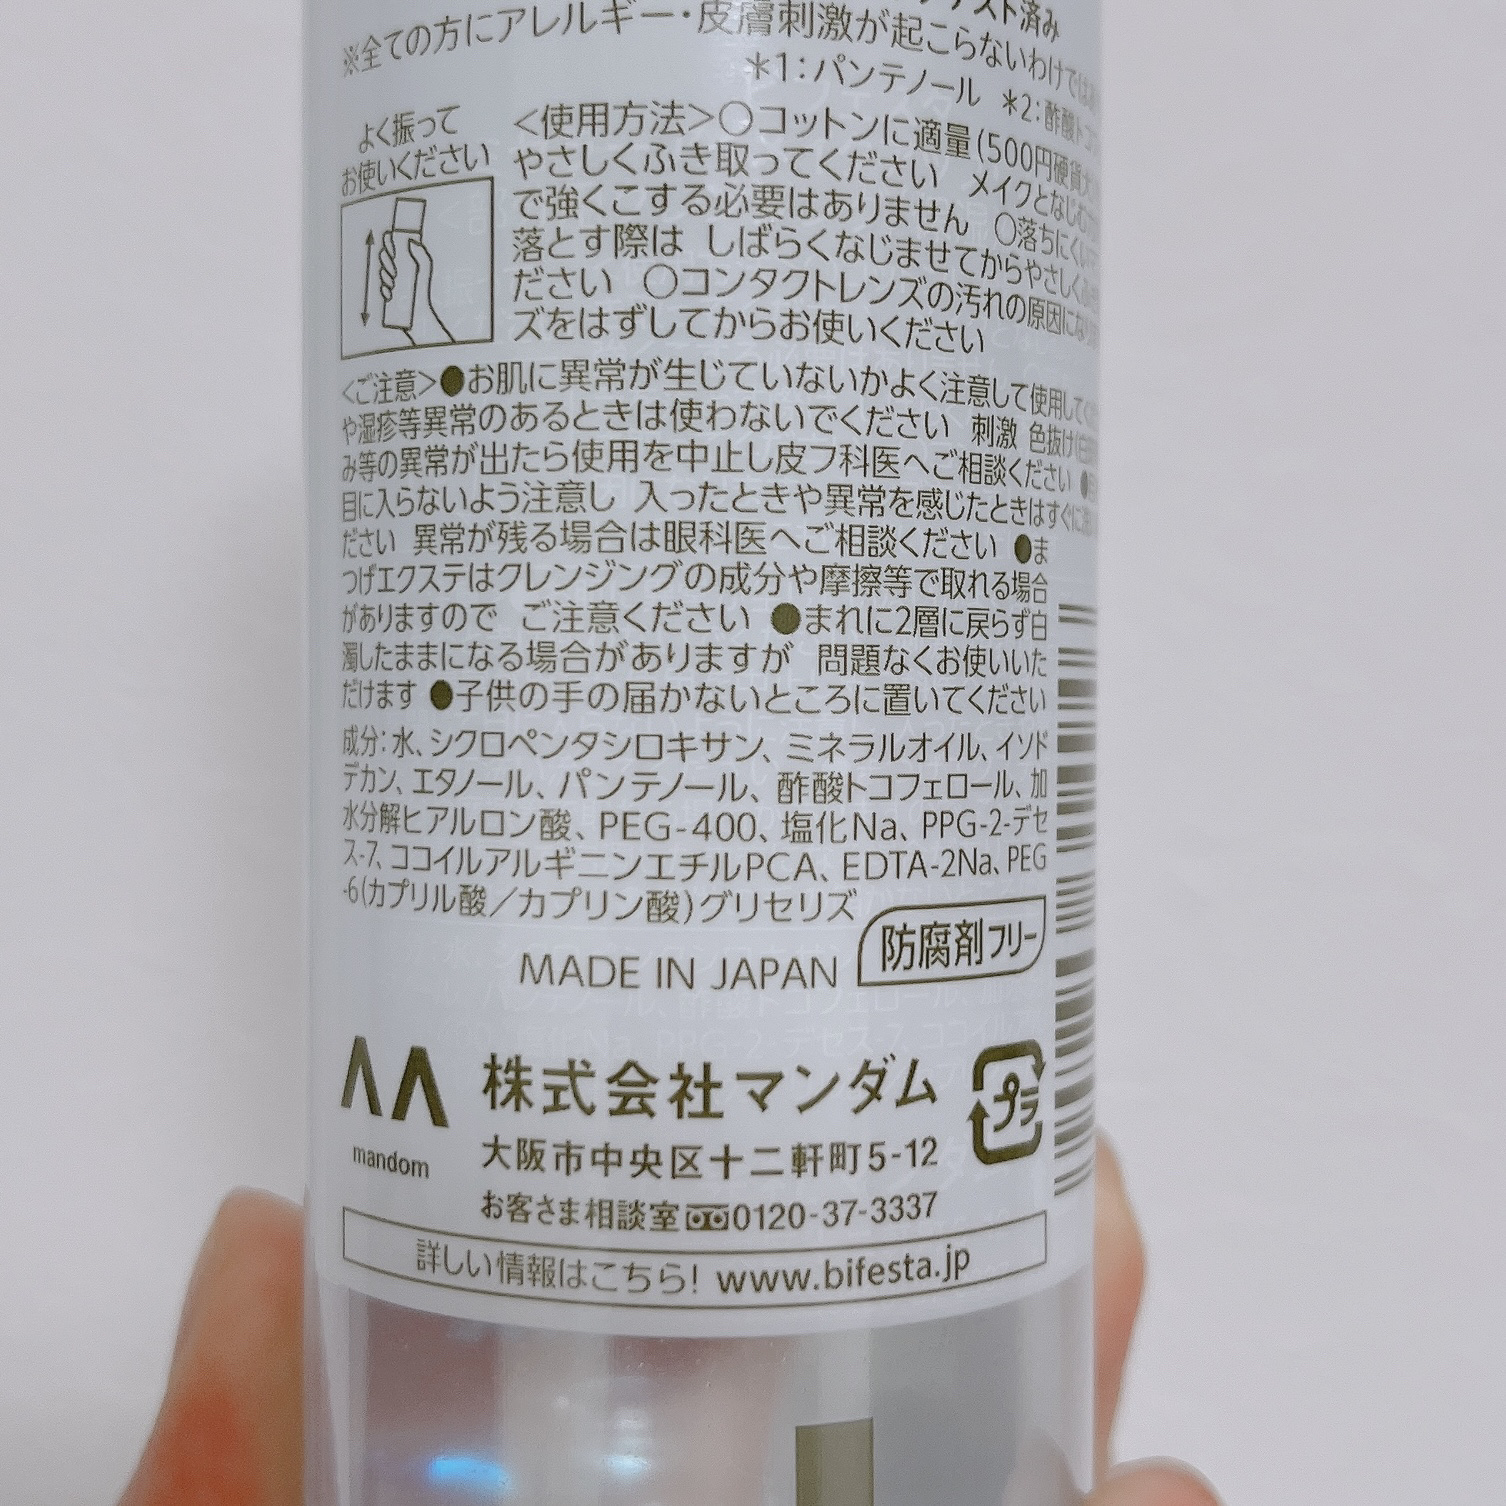 テスト済み
※全ての方にアレルギー・皮膚刺激が起こらないわけでは
*1:パンテノール *2:酢酸トコフ
よく振って
お使いください
<使用方法>○コットンに適量(500円硬貨大
やさしくふき取ってください メイクとなじむ
で強くこする必要はありません ○落ちにくい
落とす際は しばらくなじませてからやさしくふき
ださい ○コンタクトレンズの汚れの原因になり
ズをはずしてからお使いください
<ご注意>●お肌に異常が生じていないかよく注意して使用して
や湿疹等異常のあるときは使わないでください 刺激 色抜け(白斑
み等の異常が出たら使用を中止し皮フ科医へご相談ください ●
目に入らないよう注意し 入ったときや異常を感じたときはすぐに
ださい 異常が残る場合は眼科医へご相談ください ●ま
つげエクステはクレンジングの成分や摩擦等で取れる場合
がありますので ご注意ください ●まれに2層に戻らず白
濁したままになる場合がありますが 問題なくお使いいた
だけます ●子供の手の届かないところに置いてください
成分:水、シクロペンタシロキサン、ミネラルオイル、イソド
デカン、エタノール、パンテノール、酢酸トコフェロール、加
水分解ヒアルロン酸、PEG-400、塩化Na、PPG-2-デセ
ス-7、ココイルアルギニンエチルPCA、EDTA-2Na、PEG
-6(カプリル酸/カプリン酸)グリセリズ
防腐剤フリー
MADE IN JAPAN
mandom
株式会社マンダム
プラ
大阪市中央区十二軒町5-12
お客さま相談室0120-37-3337
詳しい情報はこちら! www.bifesta.jp